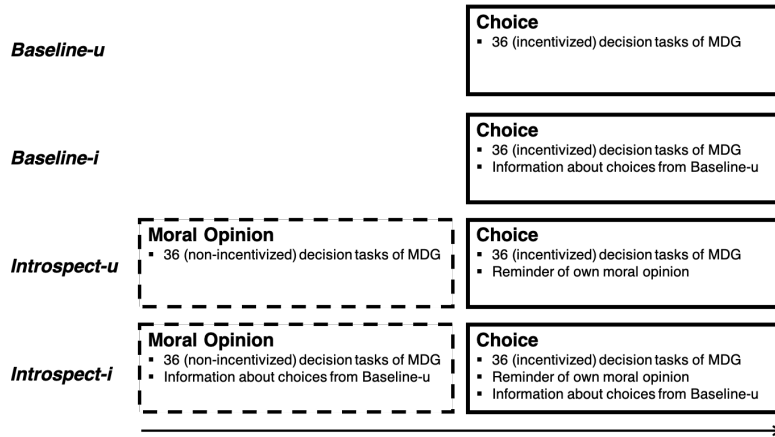 Baseline-u
Choice
▪ 36 (incentivized) decision tasks of MDG
Baseline-i
Choice
▪ 36 (incentivized) decision tasks of MDG
▪ Information about choices from Baseline-u
Introspect-u
Moral Opinion
▪ 36 (non-incentivized) decision tasks of MDG
Choice
▪ 36 (incentivized) decision tasks of MDG
▪ Reminder of own moral opinion
Introspect-i
Moral Opinion
▪ 36 (non-incentivized) decision tasks of MDG
▪ Information about choices from Baseline-u
Choice
▪ 36 (incentivized) decision tasks of MDG
▪ Reminder of own moral opinion
▪ Information about choices from Baseline-u